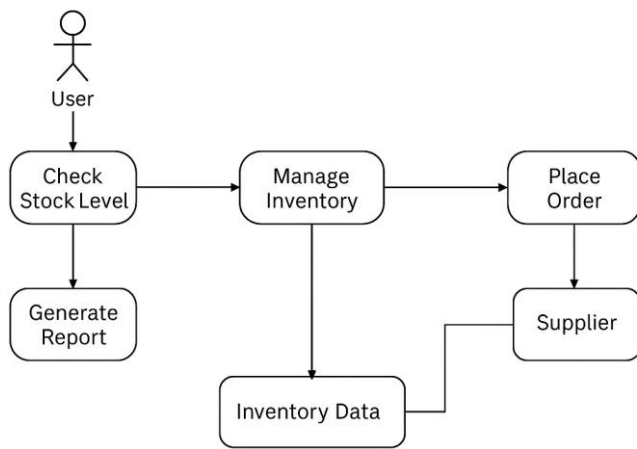 User
Check
Stock Level
Manage
Inventory
Place
Order
Generate
Report
Supplier
Inventory Data